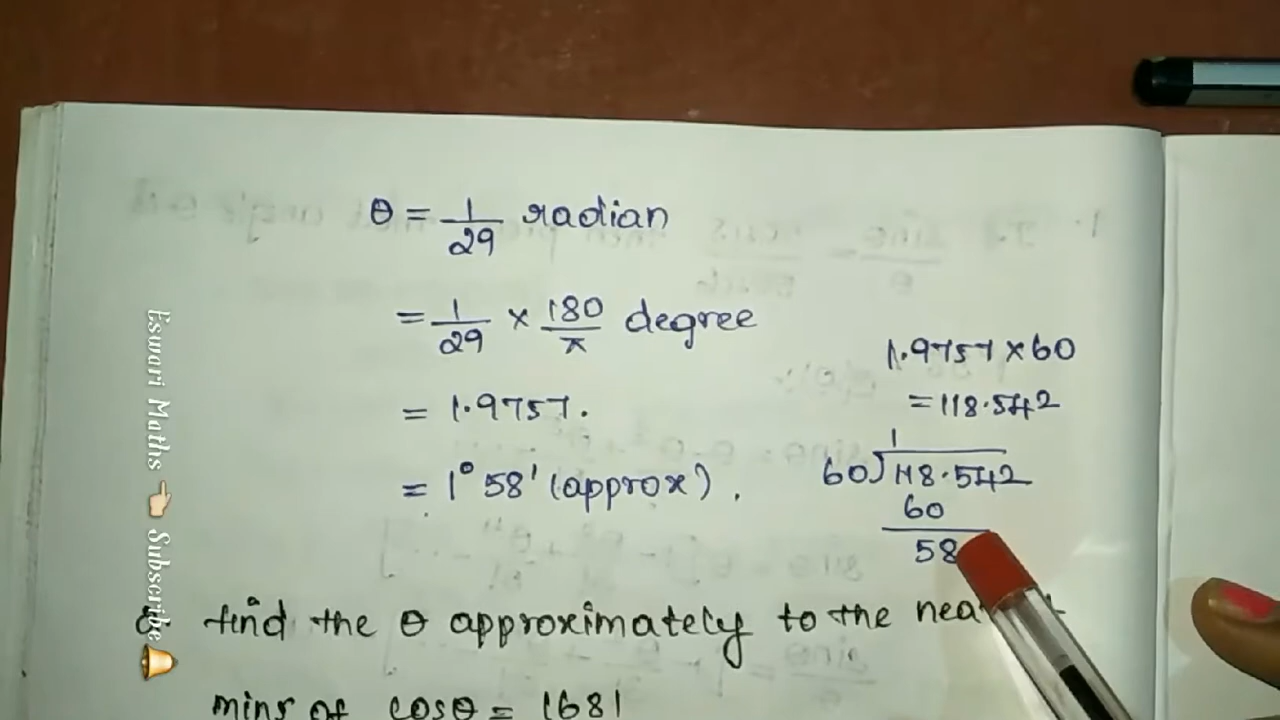 θ = 1/29 radian
= 1/29 × 180/π degree
= 1.9757.
= 1° 58' (approx).
1.9757 × 60
= 118.542
1
60)118.542
60
58
find the θ approximately to the
mins of cosθ = 1681
Eswari Maths 👈 Subscribe 🔔